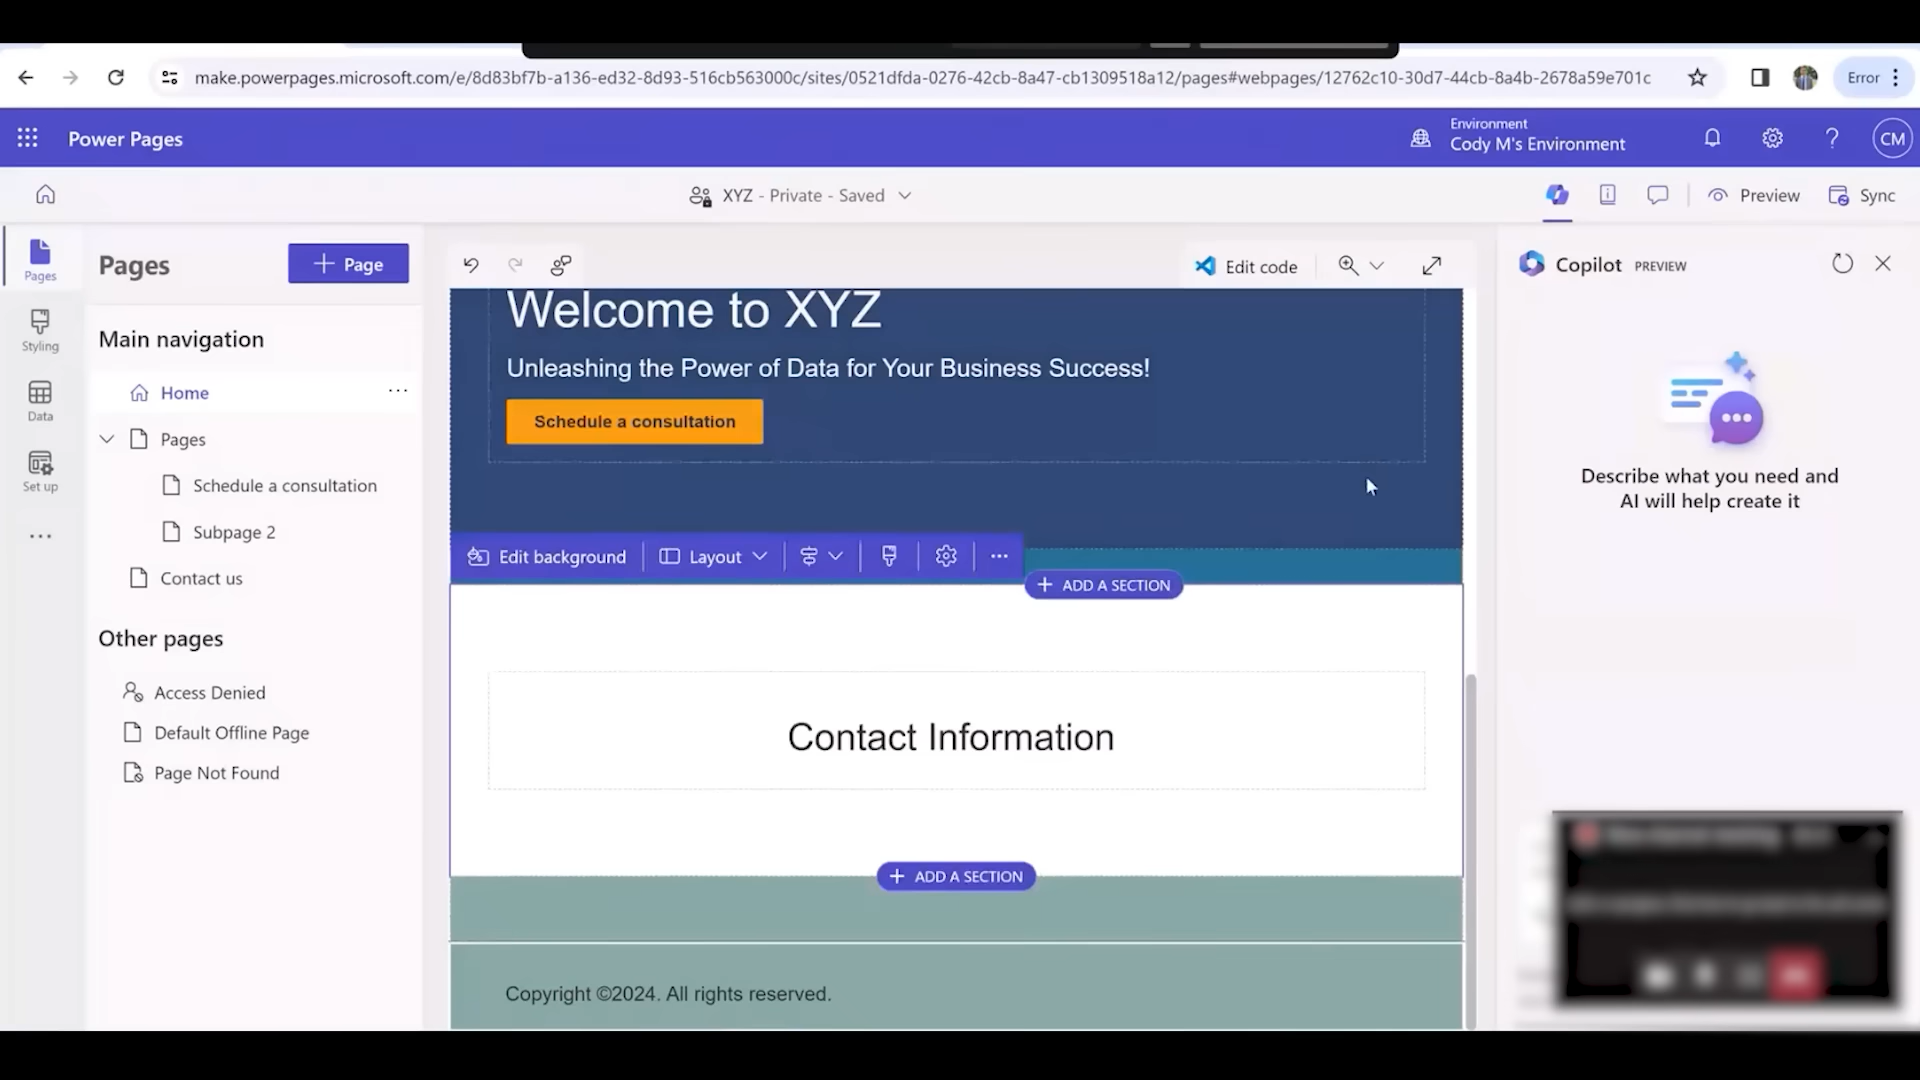 make.powerpages.microsoft.com/e/8d83bf7b-a136-ed32-8d93-516cb563000c/sites/0521dfda-0276-42cb-8a47-cb1309518a12/pages#webpages/12762c10-30d7-44cb-8a4b-2678a59e701c
Error
Power Pages
Environment
Cody M's Environment
?
CM
XYZ - Private - Saved
Preview
Sync
Pages
Styling
Data
Set up
Pages
+ Page
Main navigation
Home
Pages
Schedule a consultation
Subpage 2
Contact us
Other pages
Access Denied
Default Offline Page
Page Not Found
Edit code
Welcome to XYZ
Unleashing the Power of Data for Your Business Success!
Schedule a consultation
Edit background
Layout
+ ADD A SECTION
Contact Information
+ ADD A SECTION
Copyright ©2024. All rights reserved.
Copilot PREVIEW
Describe what you need and
AI will help create it